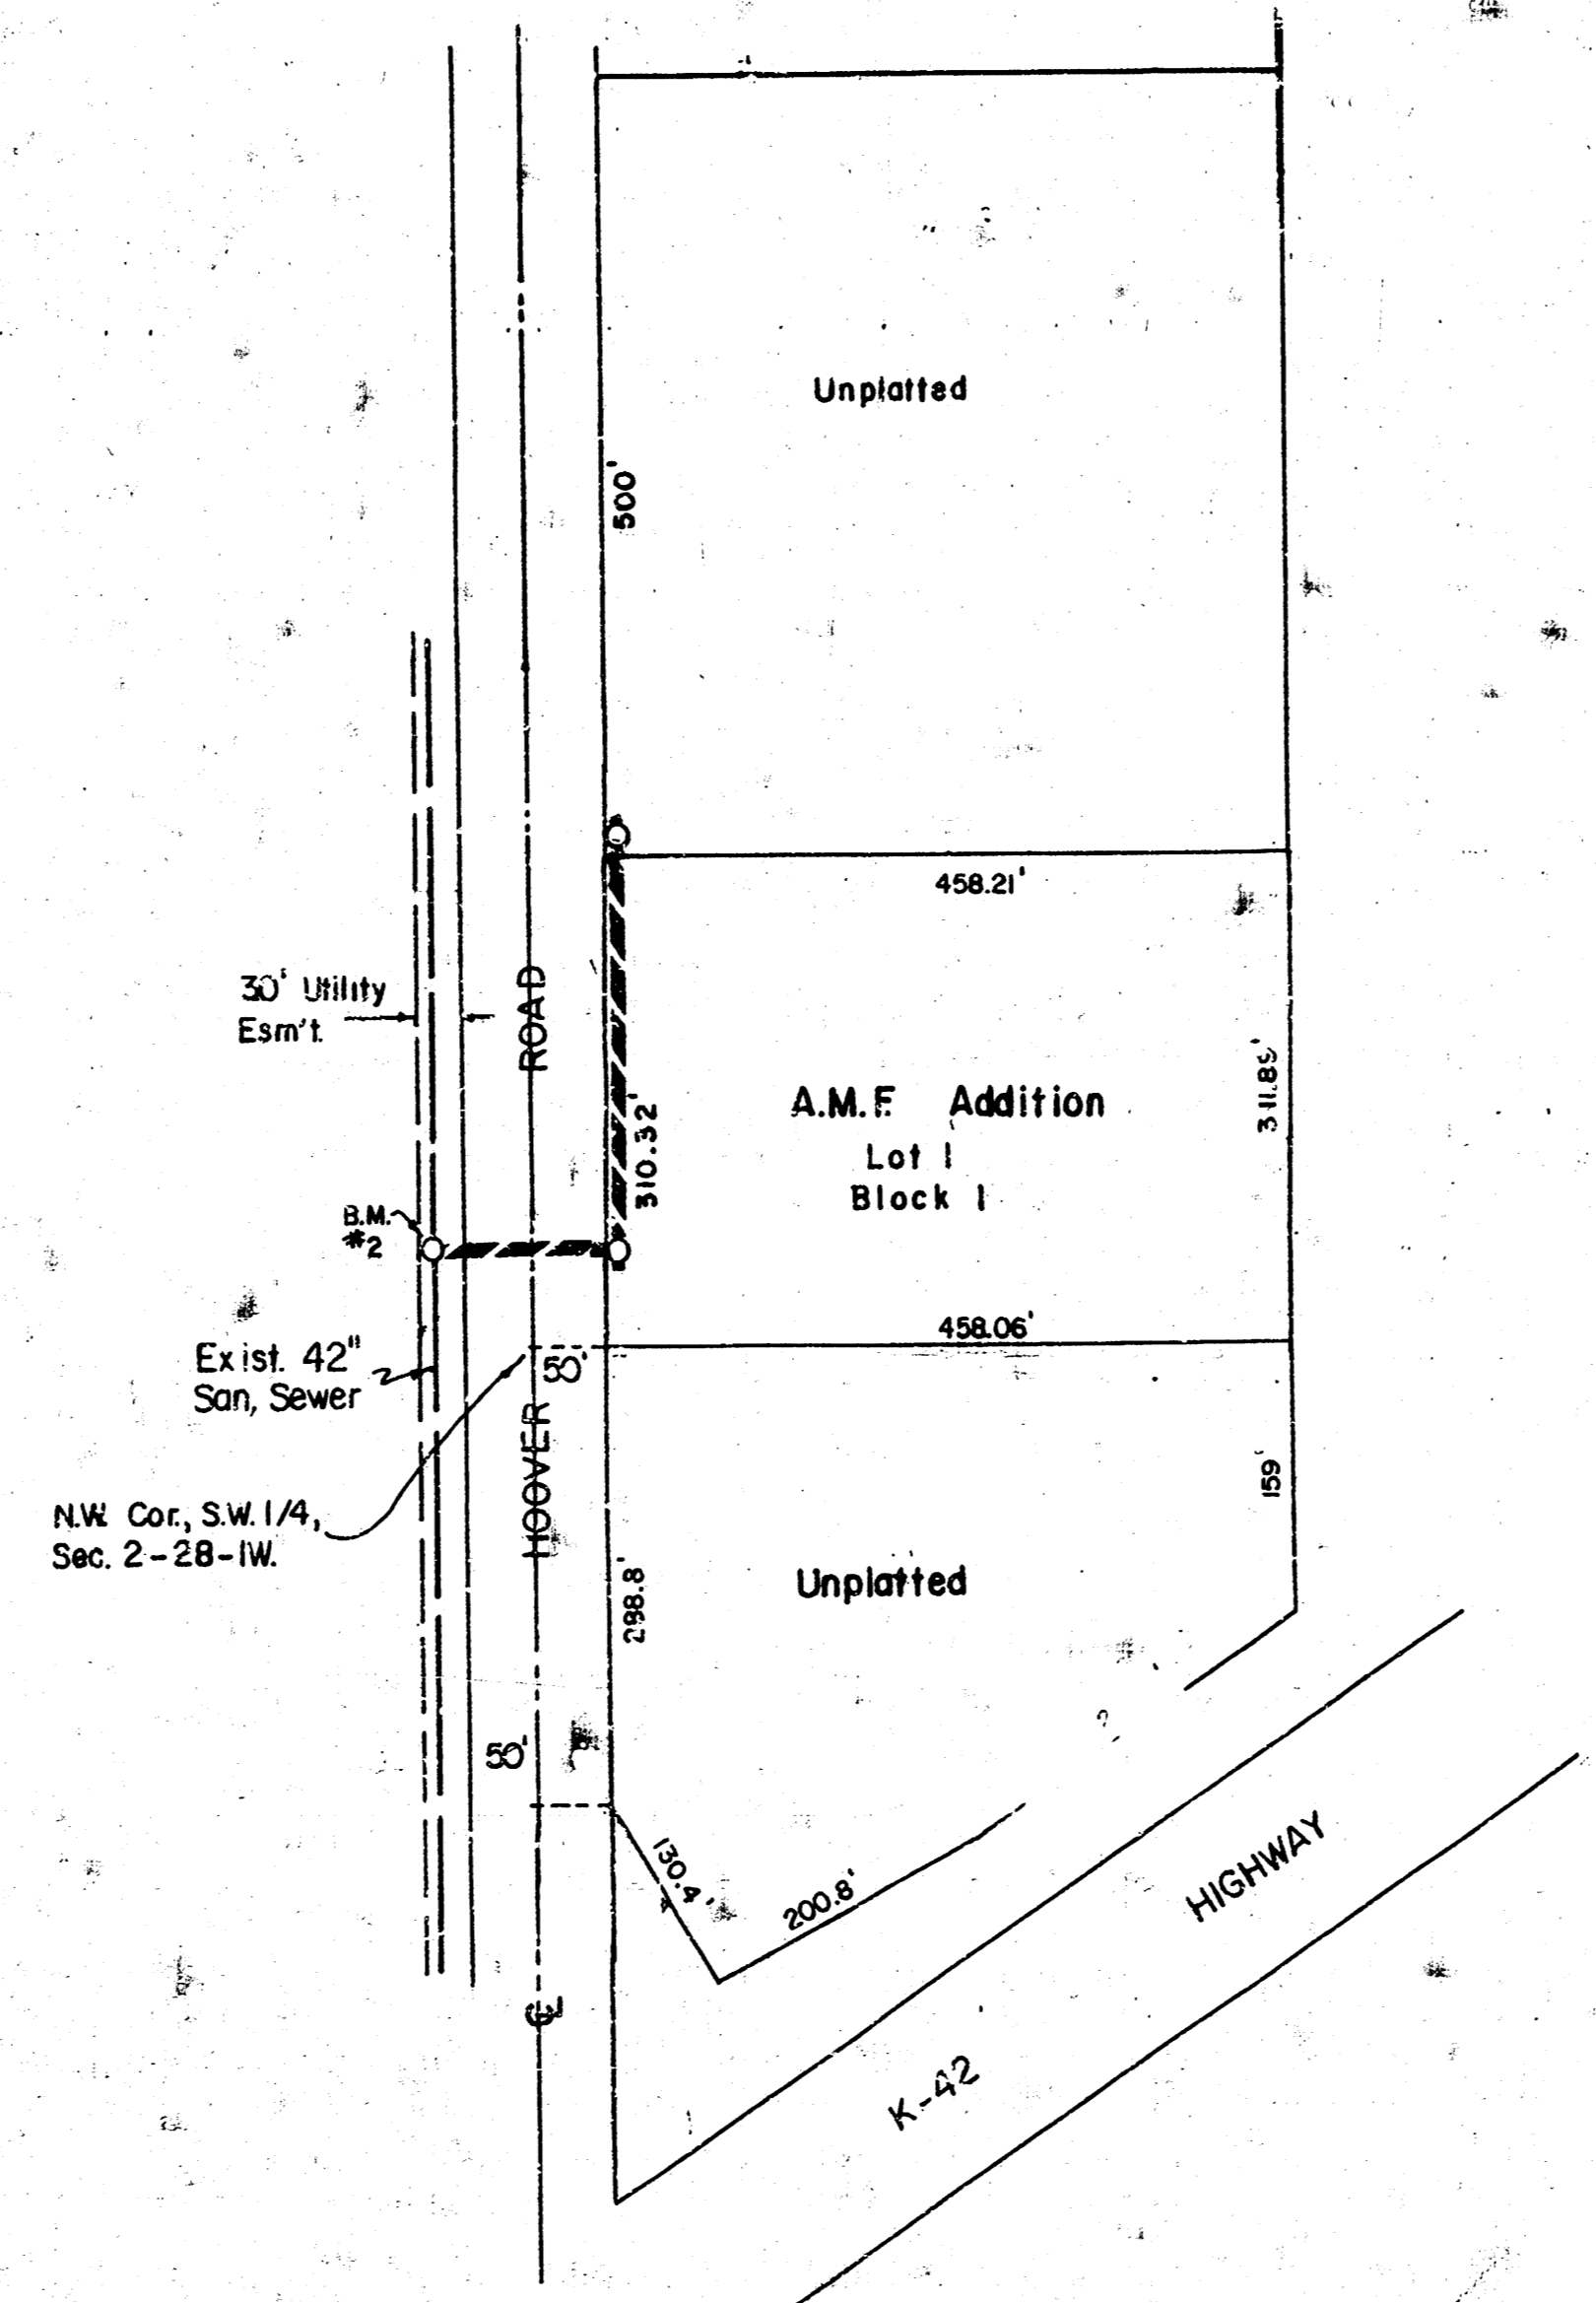 Unplatted
500'
458.21'
30' Utility
Esm't.
ROAD
A.M.F. Addition
Lot 1
Block 1
310.32'
B.M.
#2
458.06'
50'
Exist. 42"
San, Sewer
HOOVER
159'
N.W. Cor., S.W. 1/4,
Sec. 2-28-1W.
Unplatted
298.8'
50'
130.4'
200.8'
HIGHWAY
K-42